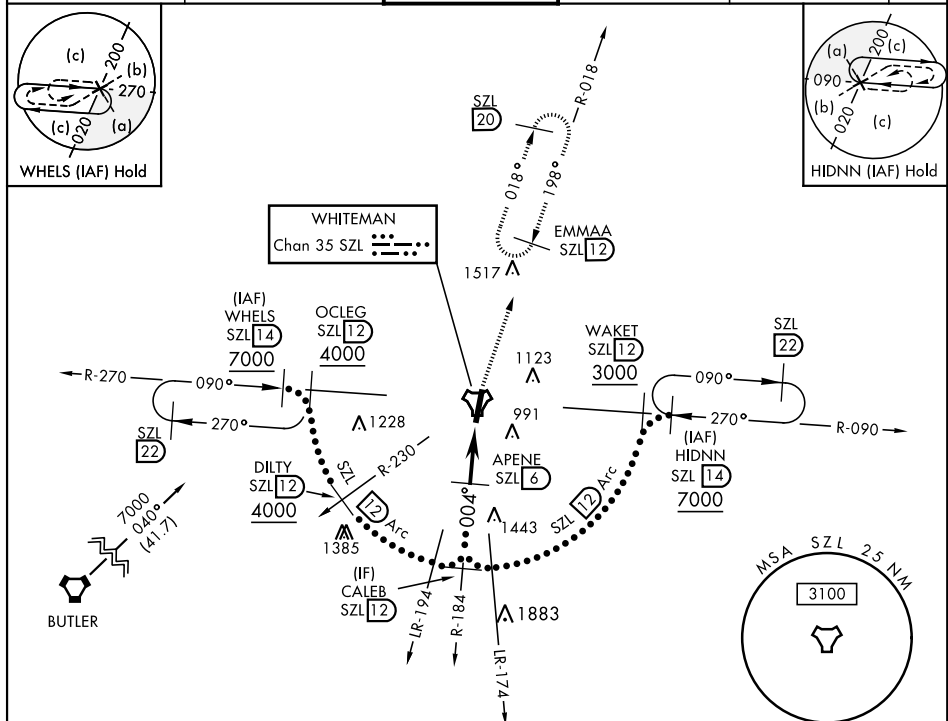 (c)
200
(b)
270
(c)
020
(a)
WHELS (IAF) Hold
(a)
(c)
090
(b)
020
(c)
HIDNN (IAF) Hold
R-018
SZL
20
018°
198°
EMMAA
SZL 12
1517
WHITEMAN
Chan 35 SZL
(IAF)
WHELS
SZL 14
7000
OCLEG
SZL 12
4000
WAKET
SZL 12
3000
SZL
22
R-270
090°
270°
SZL
22
1228
1123
991
090°
270°
R-090
(IAF)
HIDNN
SZL 14
7000
DILTY
SZL 12
4000
R-230
SZL
12 Arc
APENE
SZL 6
004°
SZL 12 Arc
1443
1385
7000
040°
(41.7)
BUTLER
(IF)
CALEB
SZL 12
LR-194
R-184
LR-174
1883
MSA SZL 25 NM
3100